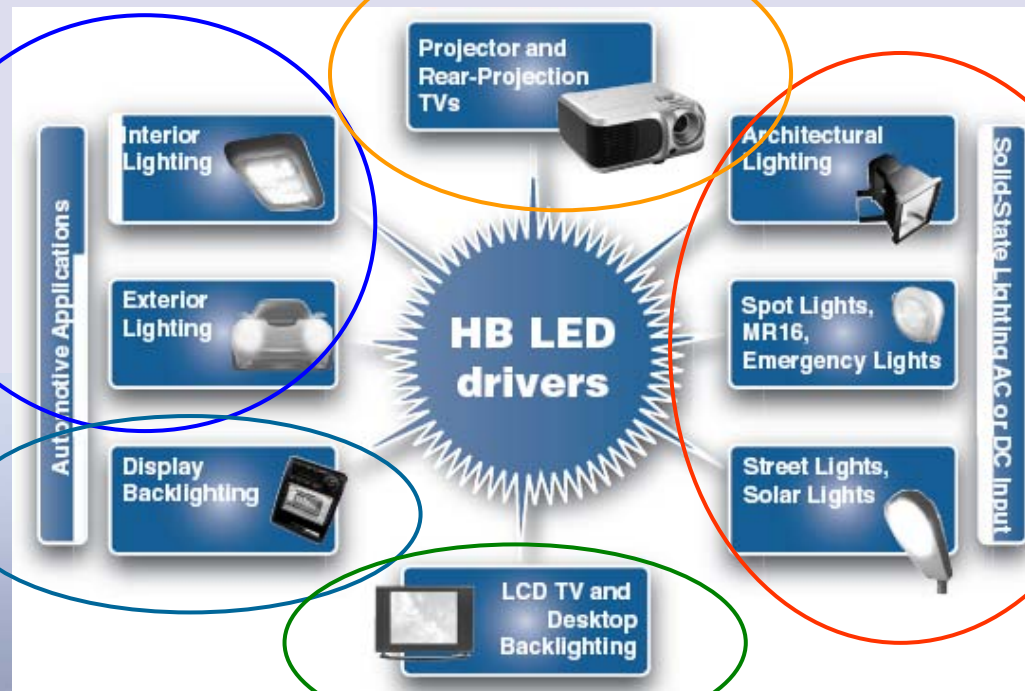 Projector and
Rear-Projection
TVs
Automotive Applications
Interior
Lighting
Exterior
Lighting
Display
Backlighting
HB LED
drivers
Architectural
Lighting
Spot Lights,
MR16,
Emergency Lights
Street Lights,
Solar Lights
Solid-State Lighting AC or DC Input
LCD TV and
Desktop
Backlighting